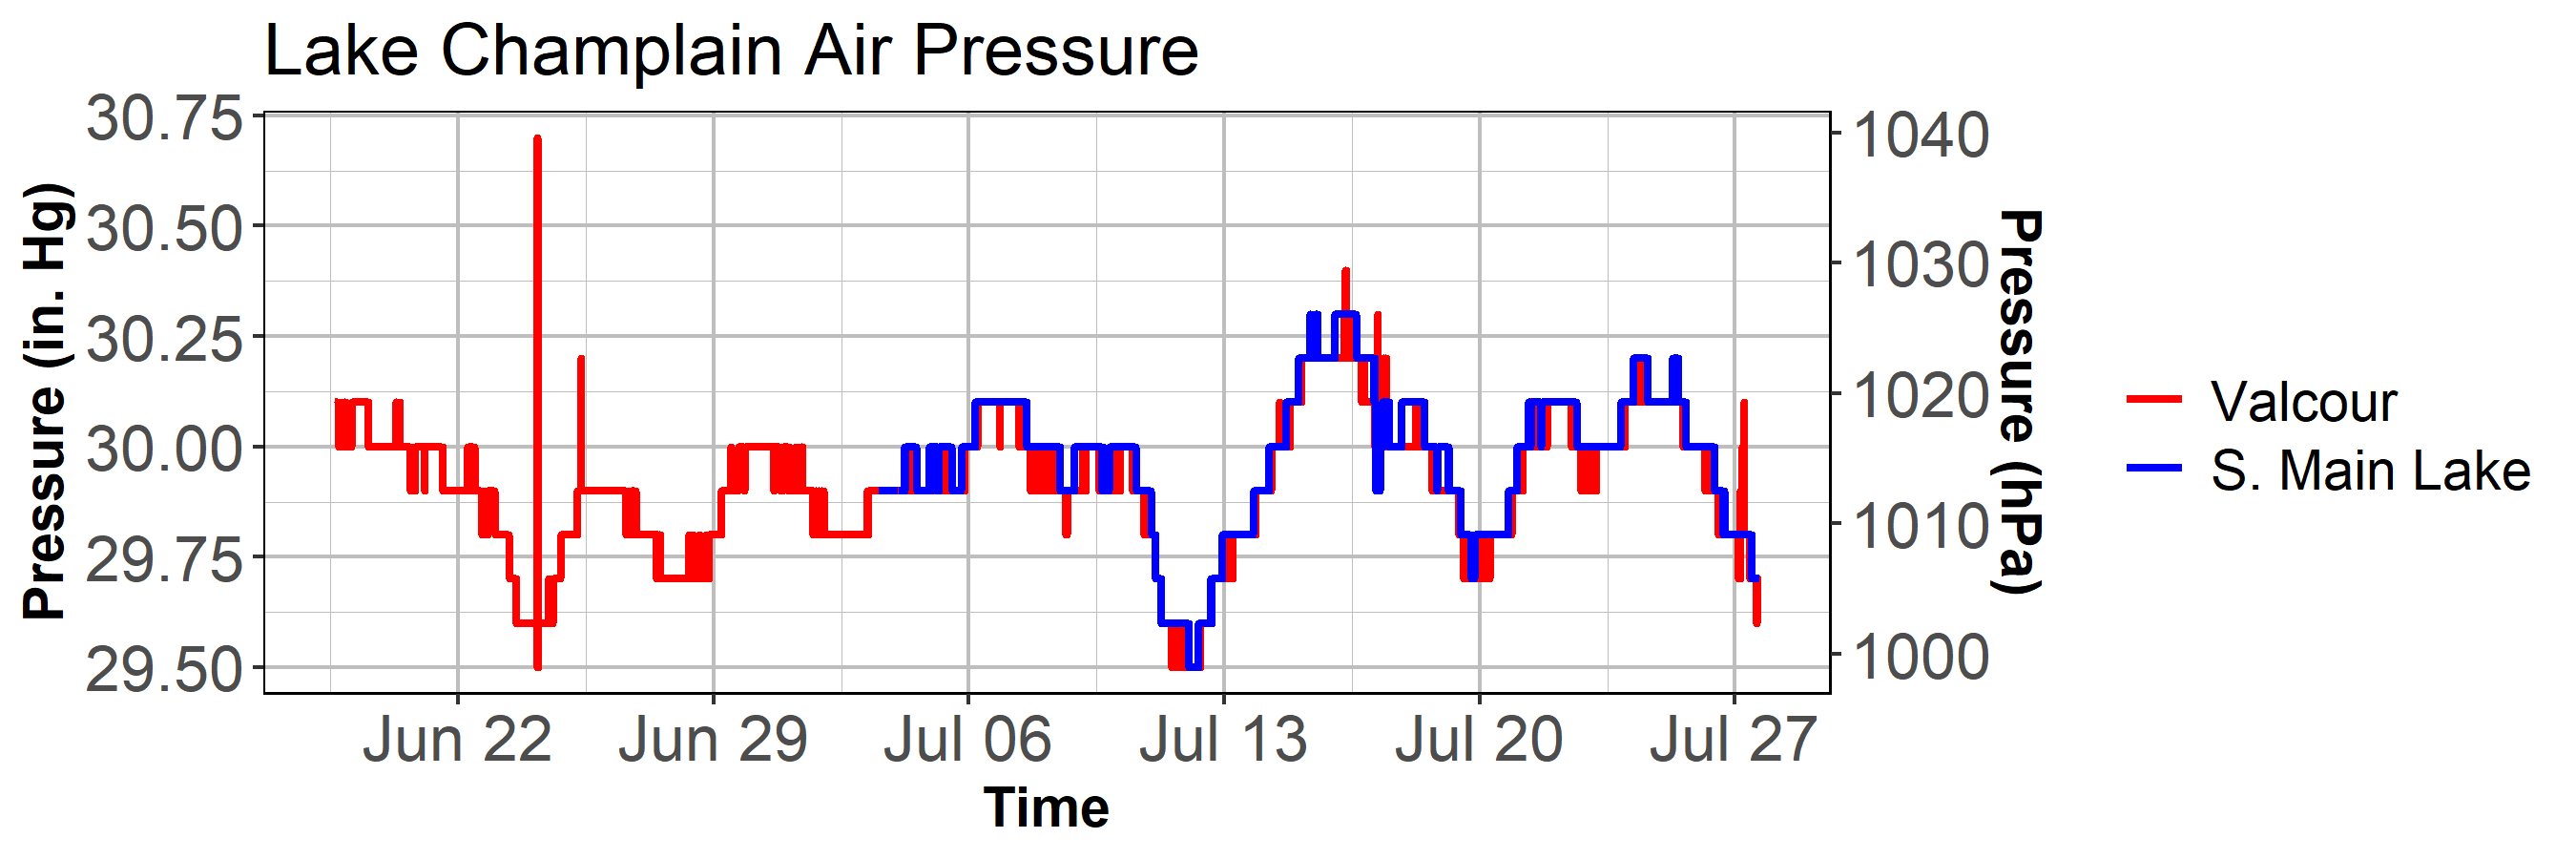 Lake Champlain Air Pressure
Pressure (in. Hg)
30.75
30.50
30.25
30.00
29.75
29.50
1040
1030
1020
1010
1000
Pressure (hPa)
Jun 22
Jun 29
Jul 06
Jul 13
Jul 20
Jul 27
Time
Valcour
S. Main Lake